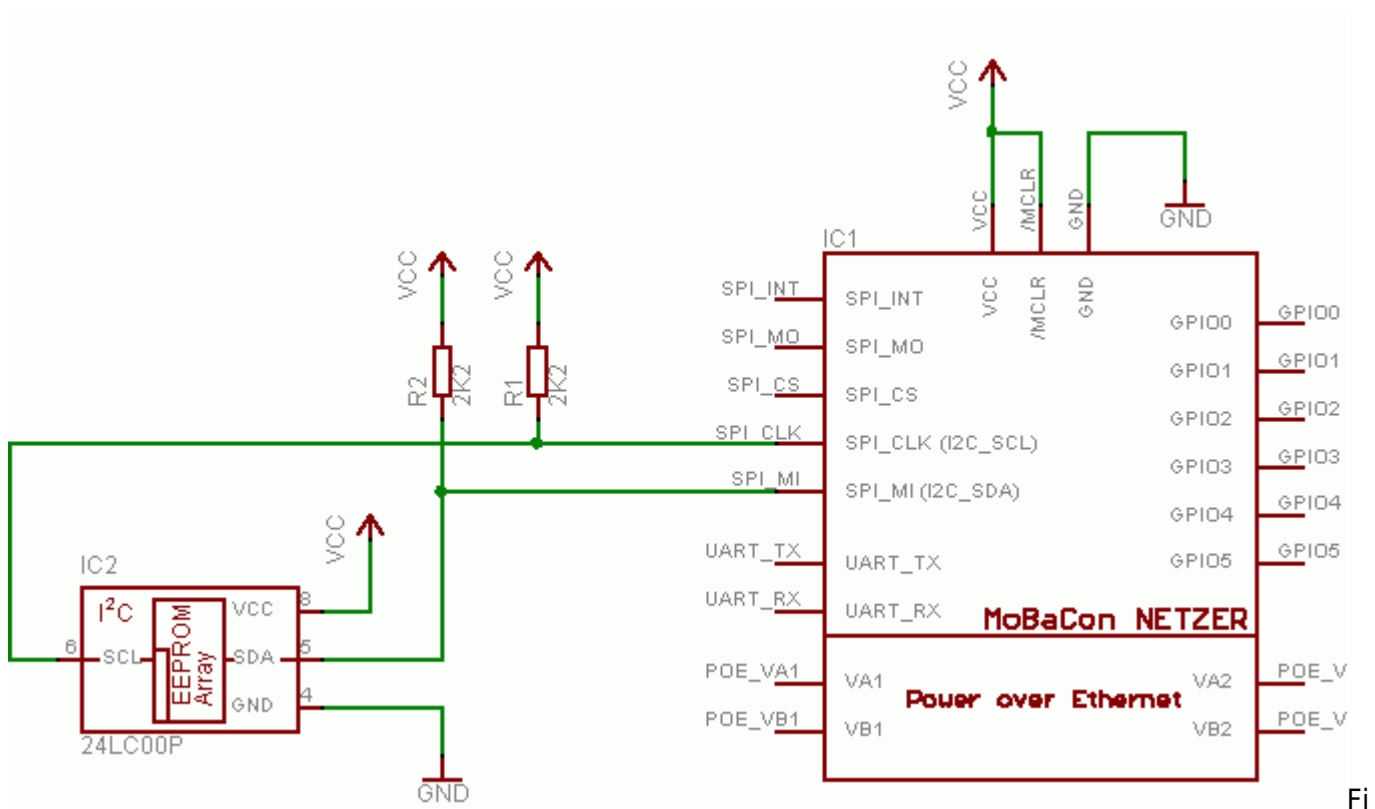 VCC
VCC
/MCLR
GND
GND
IC1
VCC
/MCLR
GND
SPI_INT
SPI_INT
SPI_MO
SPI_MO
SPI_CS
SPI_CS
SPI_CLK
SPI_CLK (I2C_SCL)
SPI_MI
SPI_MI (I2C_SDA)
UART_TX
UART_TX
UART_RX
UART_RX
GPIO0
GPIO0
GPIO1
GPIO1
GPIO2
GPIO2
GPIO3
GPIO3
GPIO4
GPIO4
GPIO5
GPIO5
MoBaCon NETZER
POE_VA1
VA1
POE_VB1
VB1
Power over Ethernet
VA2
POE_V
VB2
POE_V
VCC
R2
2K2
VCC
R1
2K2
VCC
IC2
I²C
EEPROM
Array
6
SCL
VCC
8
SDA
5
GND
4
24LC00P
GND
Fi